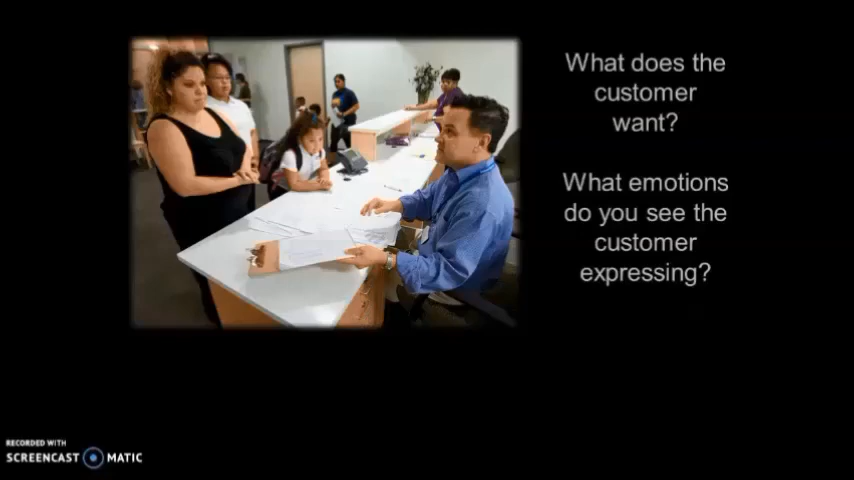 What does the
customer
want?
What emotions
do you see the
customer
expressing?
RECORDED WITH
SCREENCAST MATIC